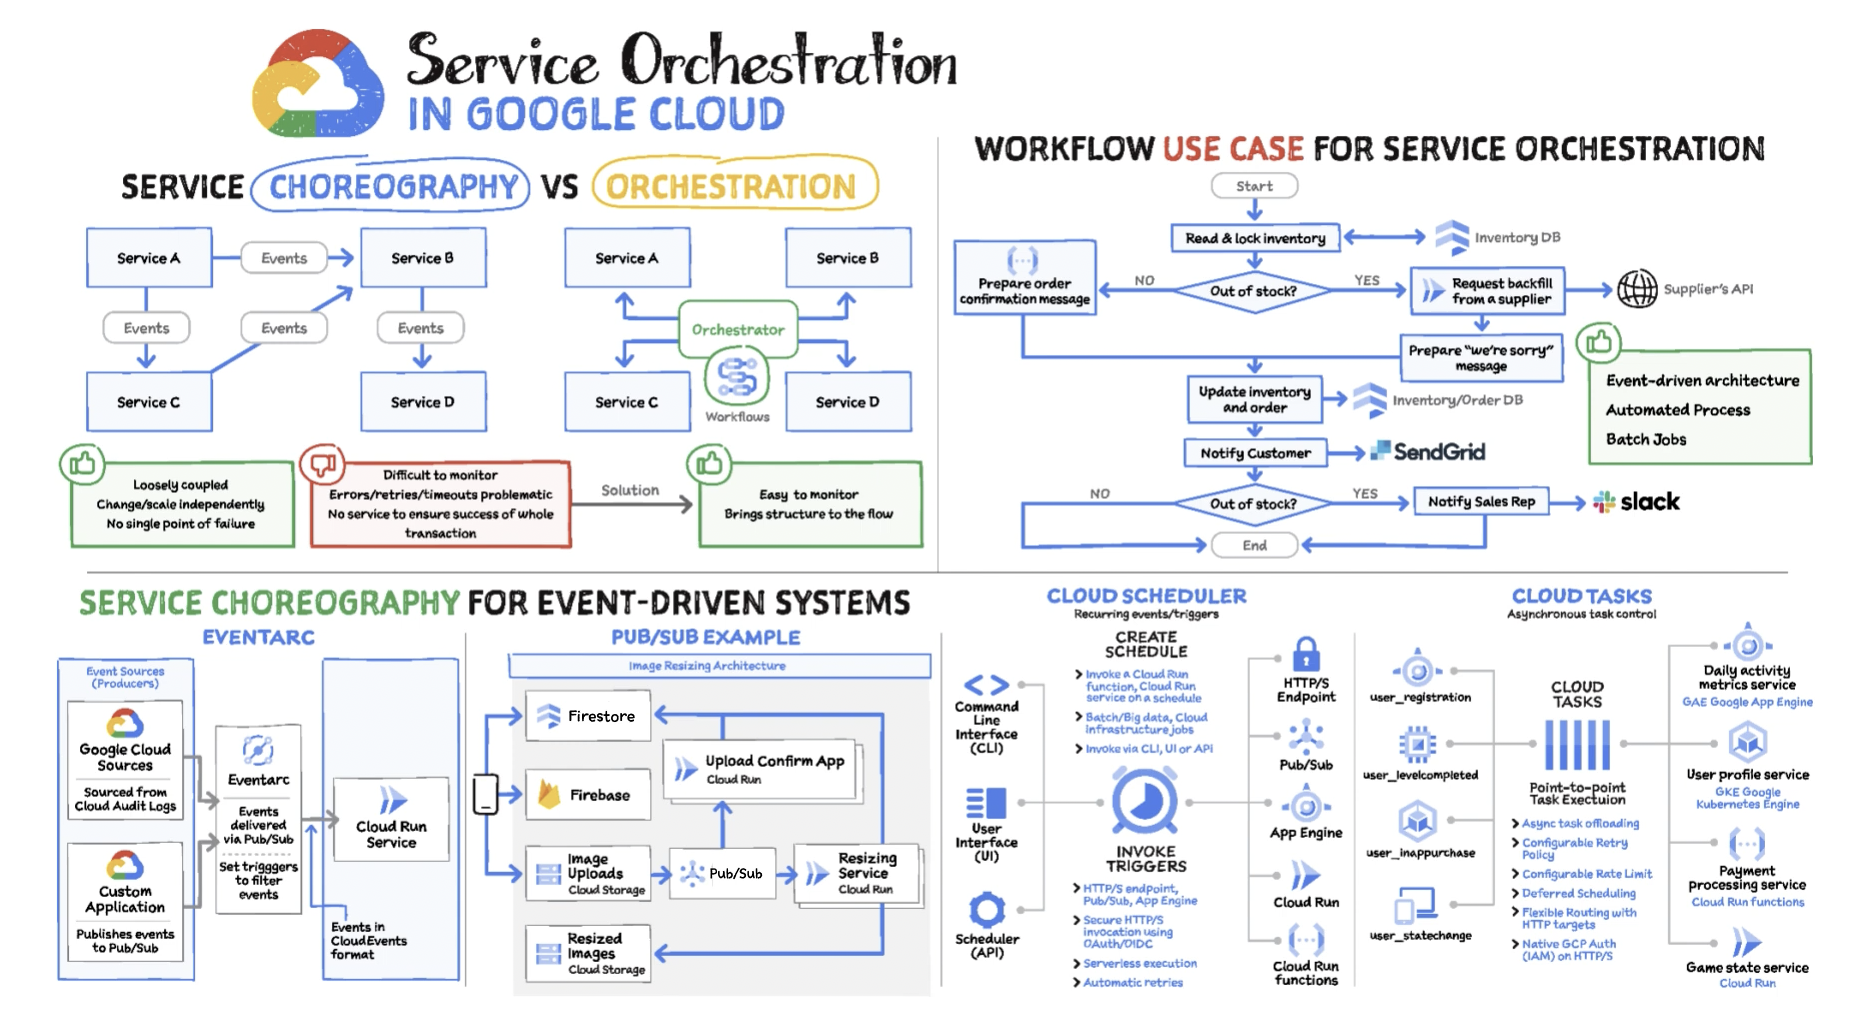 Service Orchestration
IN GOOGLE CLOUD
SERVICE CHOREOGRAPHY VS ORCHESTRATION
Service A
Events
Service B
Events
Events
Events
Service C
Service D
Service A
Service B
Orchestrator
Service C
Workflows
Service D
Loosely coupled
Change/scale independently
No single point of failure
Difficult to monitor
Errors/retries/timeouts problematic
No service to ensure success of whole
transaction
Solution
Easy to monitor
Brings structure to the flow
WORKFLOW USE CASE FOR SERVICE ORCHESTRATION
Start
Read & lock inventory
Inventory DB
Prepare order
confirmation message
NO
Out of stock?
YES
Request backfill
from a supplier
Supplier's API
Prepare "we're sorry"
message
Update inventory
and order
Inventory/Order DB
Notify Customer
SendGrid
NO
Out of stock?
YES
Notify Sales Rep
slack
End
Event-driven architecture
Automated Process
Batch Jobs
SERVICE CHOREOGRAPHY FOR EVENT-DRIVEN SYSTEMS
EVENTARC
Event Sources
(Producers)
Google Cloud
Sources
Sourced from
Cloud Audit Logs
Custom
Application
Publishes events
to Pub/Sub
Eventarc
Events
delivered
via Pub/Sub
Set trigggers
to filter
events
Cloud Run
Service
Events in
CloudEvents
format
PUB/SUB EXAMPLE
Image Resizing Architecture
Firestore
Upload Confirm App
Cloud Run
Firebase
Image
Uploads
Cloud Storage
Pub/Sub
Resizing
Service
Cloud Run
Resized
Images
Cloud Storage
CLOUD SCHEDULER
Recurring events/triggers
Command
Line
Interface
(CLI)
User
Interface
(UI)
Scheduler
(API)
CREATE
SCHEDULE
Invoke a Cloud Run
function, Cloud Run
service on a schedule
Batch/Big data, Cloud
infrastructure jobs
Invoke via CLI, UI or APi
INVOKE
TRIGGERS
HTTP/S endpoint,
Pub/Sub, App Engine
Secure HTTP/S
invocation using
OAuth/OIDC
Serverless execution
Automatic retries
HTTP/S
Endpoint
Pub/Sub
App Engine
Cloud Run
Cloud Run
functions
CLOUD TASKS
Asynchronous task control
user_registration
user_levelcompleted
user_inappurchase
user_statechange
CLOUD
TASKS
Point-to-point
Task Exectuion
Async task offloading
Configurable Retry
Policy
Configurable Rate Limit
Deferred Scheduling
Flexible Routing with
HTTP targets
Native GCP Auth
(IAM) on HTTP/S
Daily activity
metrics service
GAE Google App Engine
User profile service
GKE Google
Kubernetes Engine
Payment
processing service
Cloud Run functions
Game state service
Cloud Run